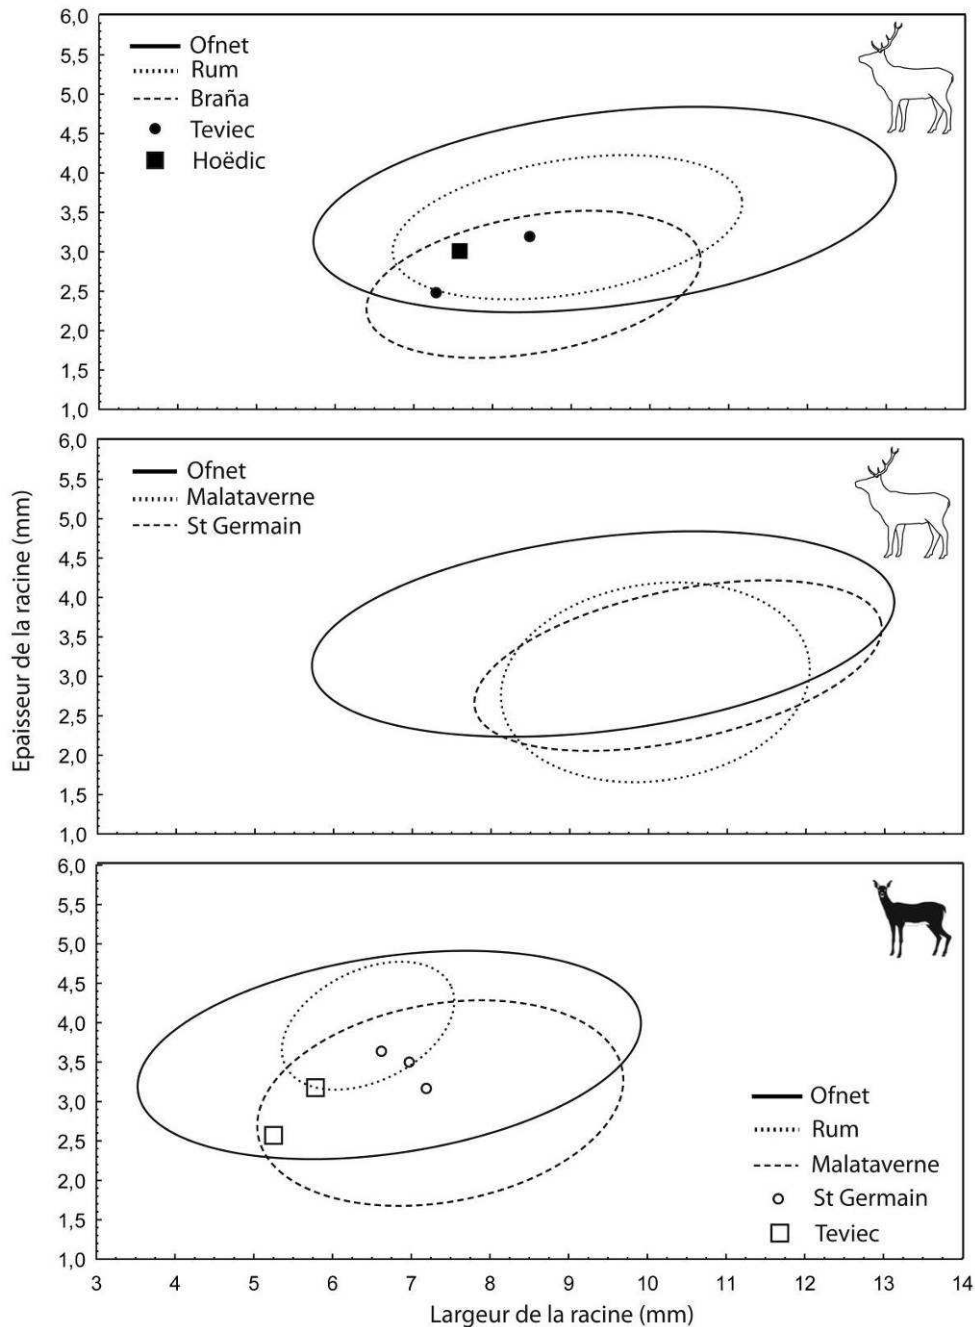 6,0
5,5
5,0
4,5
4,0
3,5
3,0
2,5
2,0
1,5
1,0
Ofnet
Rum
Braña
Teviec
Hoëdic
6,0
5,5
5,0
4,5
4,0
3,5
3,0
2,5
2,0
1,5
1,0
Ofnet
Malataverne
St Germain
Epaisseur de la racine (mm)
6,0
5,5
5,0
4,5
4,0
3,5
3,0
2,5
2,0
1,5
1,0
Ofnet
Rum
Malataverne
St Germain
Teviec
3 4 5 6 7 8 9 10 11 12 13 14
Largeur de la racine (mm)